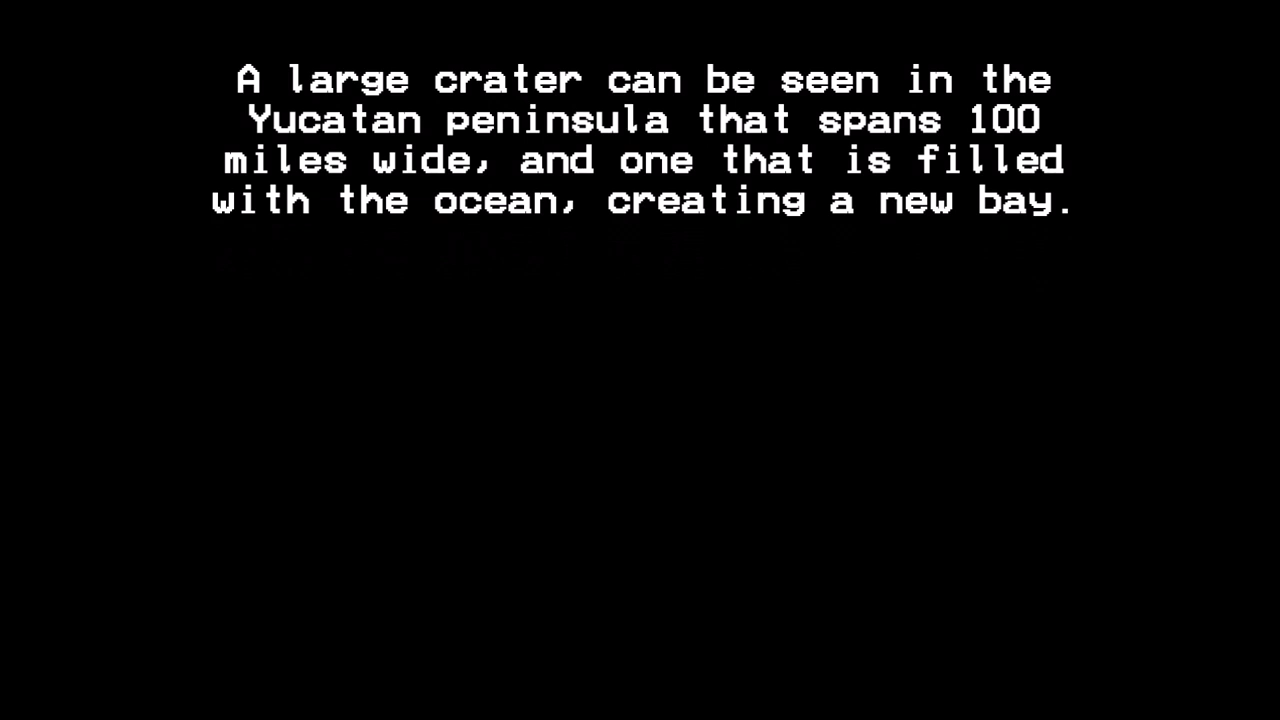 A large crater can be seen in the
Yucatan peninsula that spans 100
miles wide, and one that is filled
with the ocean, creating a new bay.